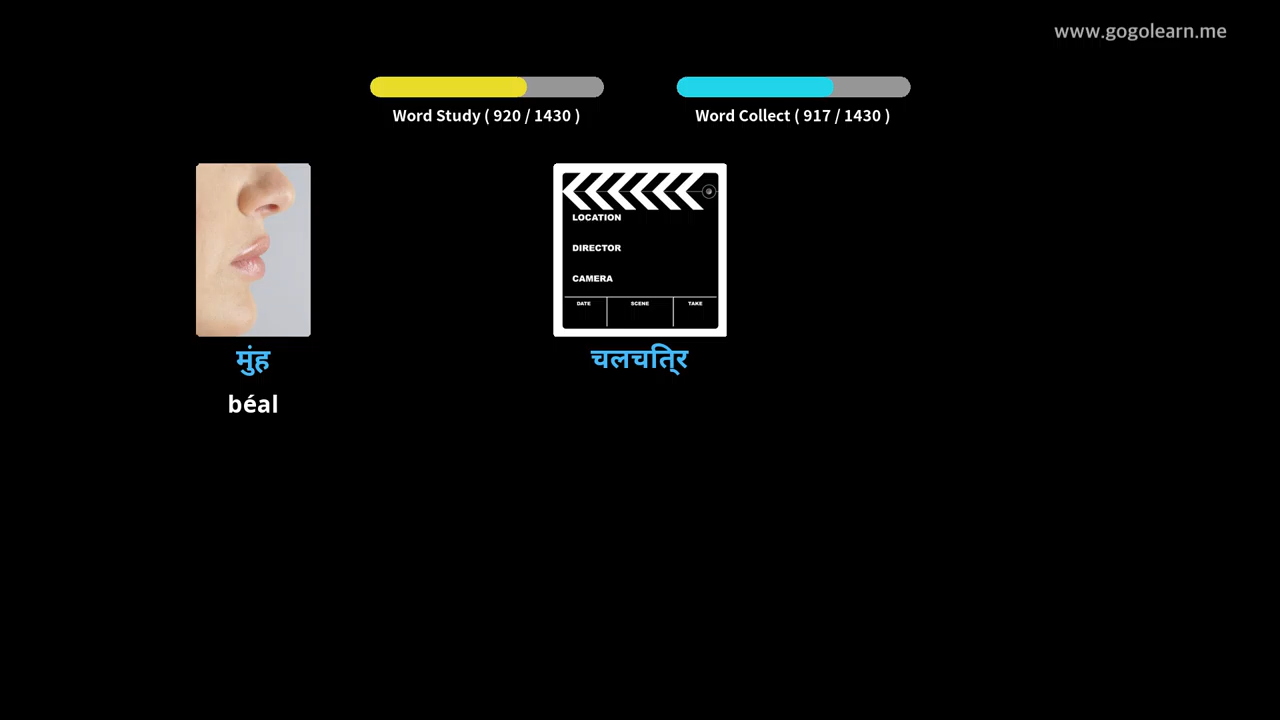 www.gogolearn.me
Word Study ( 920 / 1430 )
Word Collect ( 917 / 1430 )
LOCATION
DIRECTOR
CAMERA
DATE SCENE TAKE
मुंह
चलचित्र
béal